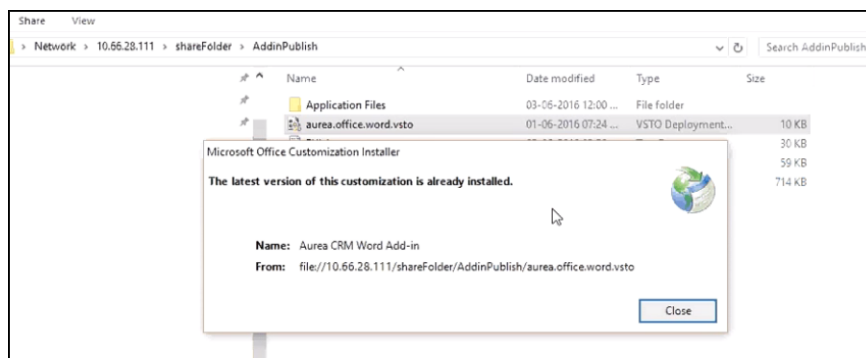 Share View
Network > 10.66.28.111 > shareFolder > AddinPublish
Search AddinPublish
Name Date modified Type Size
Application Files 03-06-2016 12:00 ... File folder
aurea.office.word.vsto 01-06-2016 07:24 ... VSTO Deployment... 10 KB
30 KB
59 KB
714 KB
Microsoft Office Customization Installer
The latest version of this customization is already installed.
Name: Aurea CRM Word Add-in
From: file://10.66.28.111/shareFolder/AddinPublish/aurea.office.word.vsto
Close